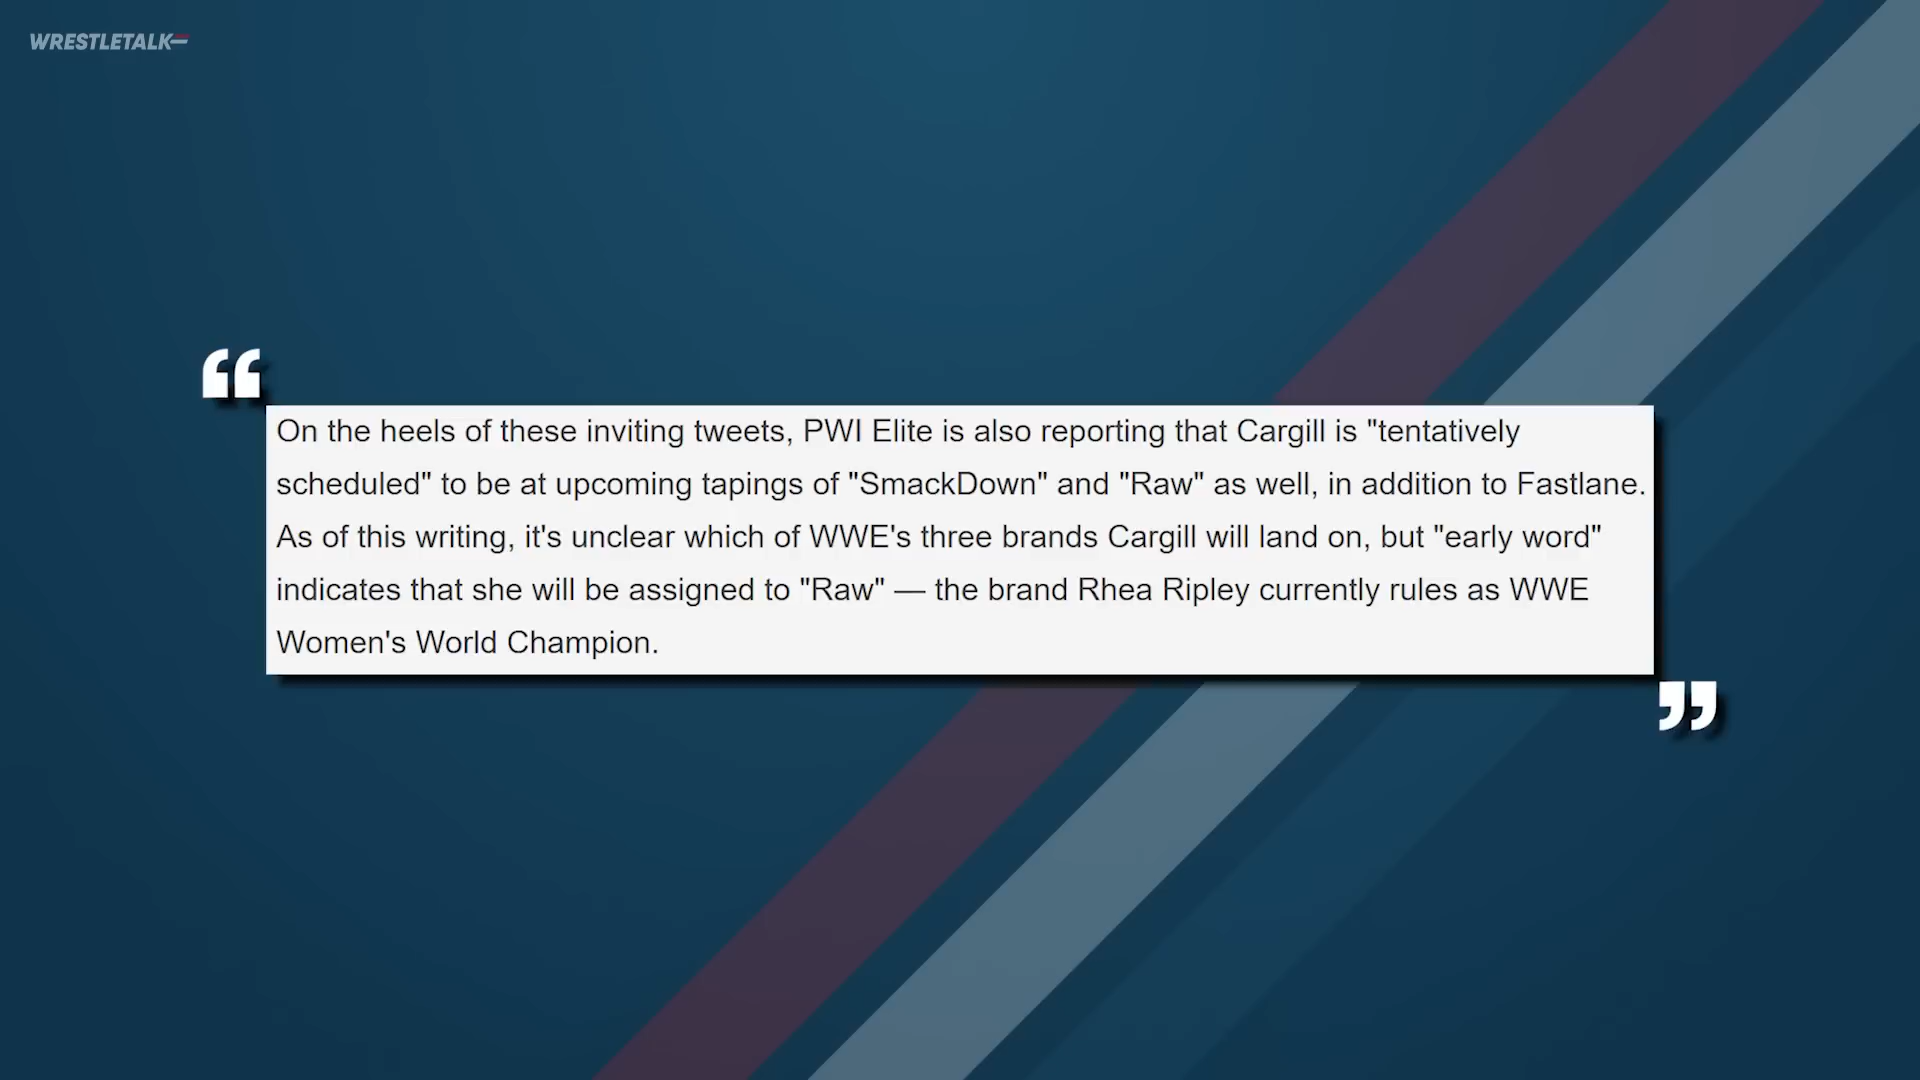 WRESTLETALK
“
On the heels of these inviting tweets, PWI Elite is also reporting that Cargill is "tentatively
scheduled" to be at upcoming tapings of "SmackDown" and "Raw" as well, in addition to Fastlane.
As of this writing, it's unclear which of WWE's three brands Cargill will land on, but "early word"
indicates that she will be assigned to "Raw" — the brand Rhea Ripley currently rules as WWE
Women's World Champion.
”